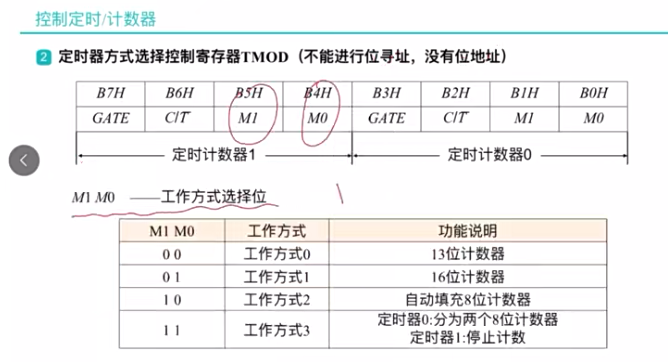 控制定时/计数器
2 定时器方式选择控制寄存器TMOD（不能进行位寻址，没有位地址）
B7H B6H B5H B4H B3H B2H B1H B0H
GATE C/T̅ M1 M0 GATE C/T̅ M1 M0
定时计数器1 定时计数器0
M1 M0 ——工作方式选择位
M1 M0 工作方式 功能说明
0 0 工作方式0 13位计数器
0 1 工作方式1 16位计数器
1 0 工作方式2 自动填充8位计数器
1 1 工作方式3 定时器0:分为两个8位计数器
定时器1:停止计数